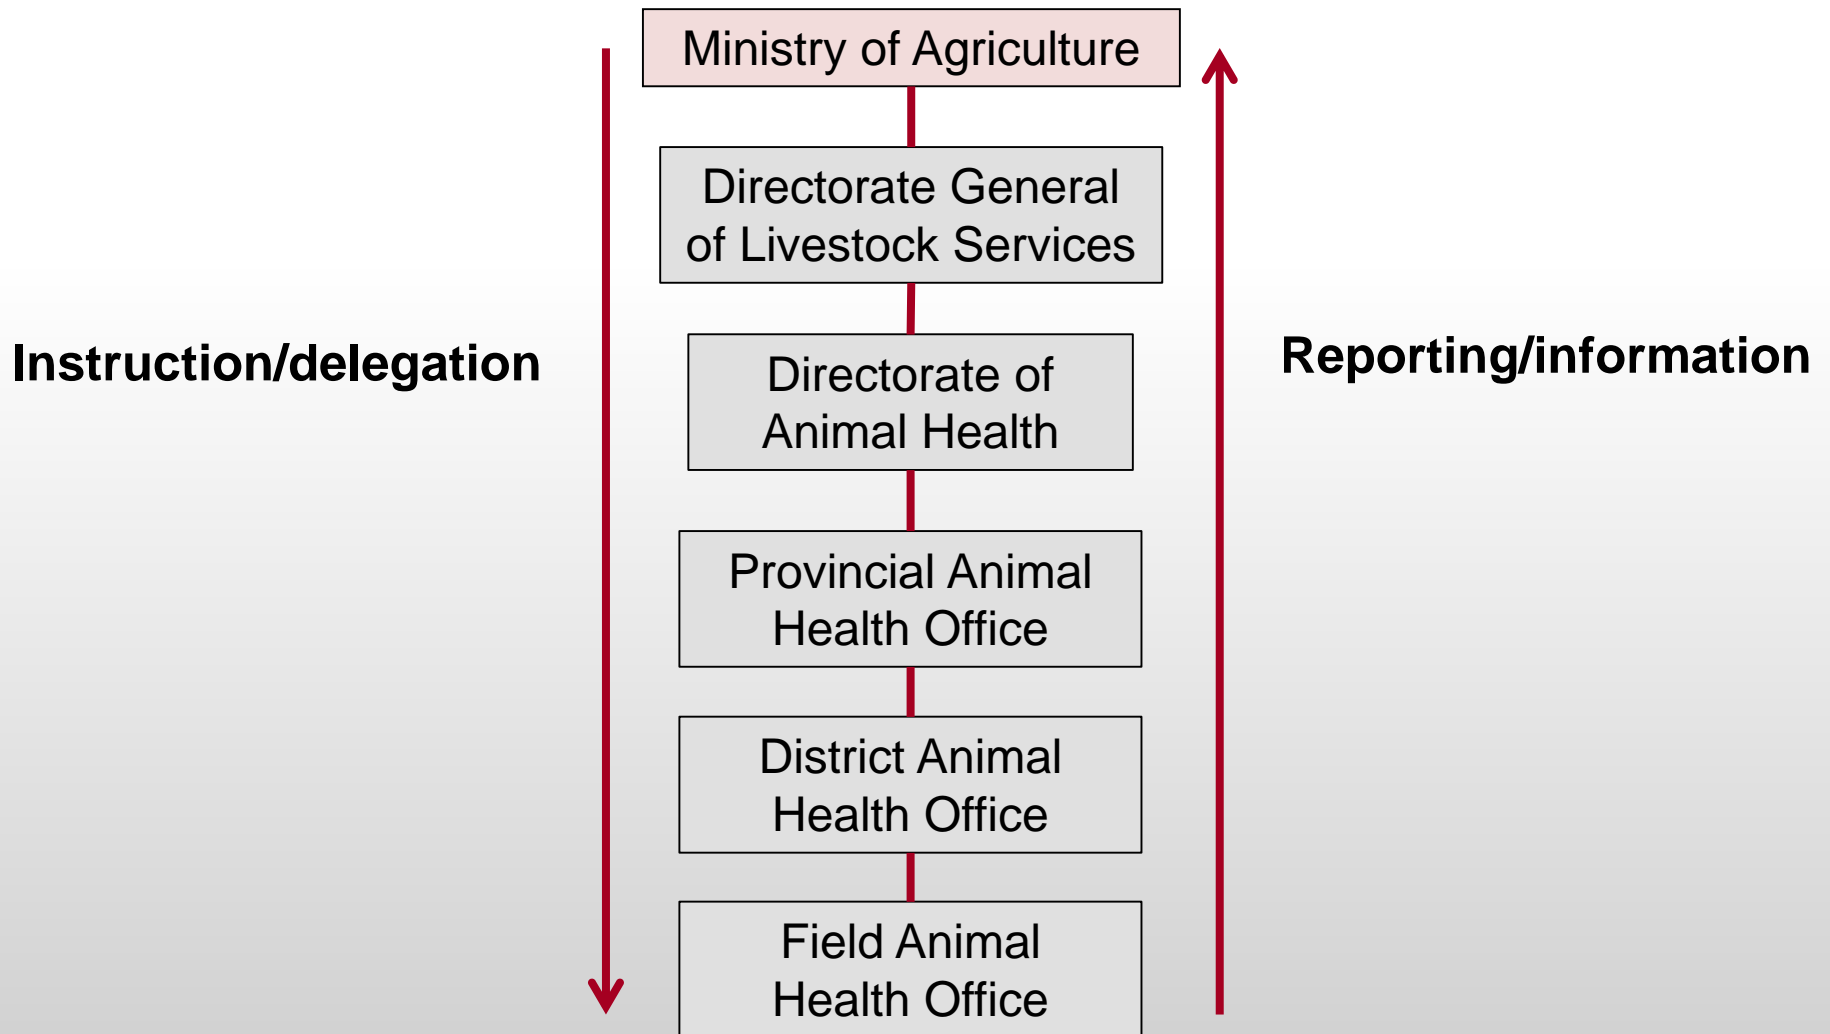 Ministry of Agriculture
Directorate General
of Livestock Services
Instruction/delegation
Reporting/information
Directorate of
Animal Health
Provincial Animal
Health Office
District Animal
Health Office
Field Animal
Health Office